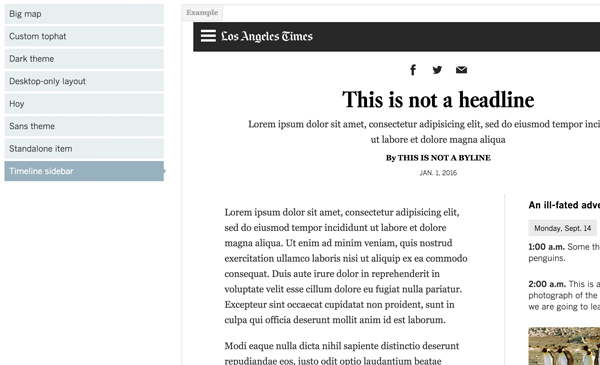 Big map
Custom tophat
Dark theme
Desktop-only layout
Hoy
Sans theme
Standalone item
Timeline sidebar
Example
Los Angeles Times
This is not a headline
Lorem ipsum dolor sit amet, consectetur adipisicing elit, sed do eiusmod tempor inci
ut labore et dolore magna aliqua
By THIS IS NOT A BYLINE
JAN. 1, 2016
Lorem ipsum dolor sit amet, consectetur adipisicing elit,
sed do eiusmod tempor incididunt ut labore et dolore
magna aliqua. Ut enim ad minim veniam, quis nostrud
exercitation ullamco laboris nisi ut aliquip ex ea commodo
consequat. Duis aute irure dolor in reprehenderit in
voluptate velit esse cillum dolore eu fugiat nulla pariatur.
Excepteur sint occaecat cupidatat non proident, sunt in
culpa qui officia deserunt mollit anim id est laborum.
Modi eaque nulla dicta nihil sapiente distinctio deserunt
repudiandae eos, iusto odit optio laudantium beatae
An ill-fated adve
Monday, Sept. 14
1:00 a.m. Some th
penguins.
2:00 a.m. This is a
photograph of the
we are going to lea